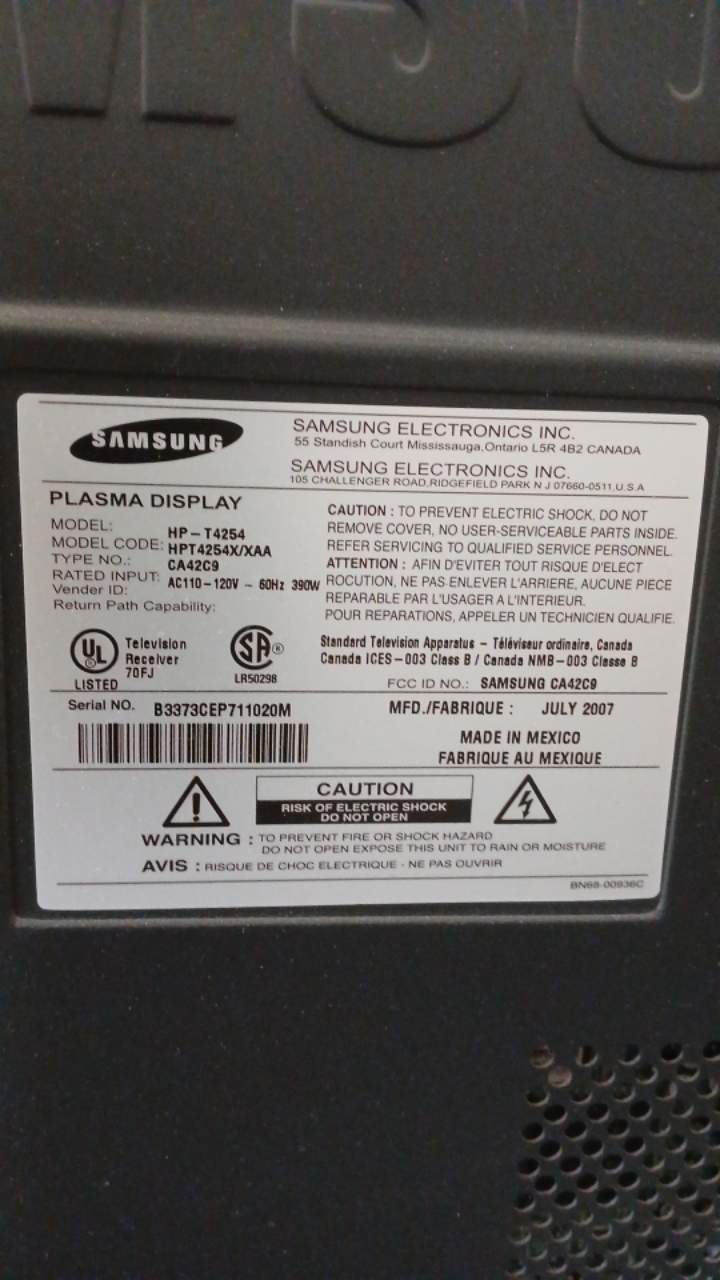 MSU
SAMSUNG
SAMSUNG ELECTRONICS INC.
55 Standish Court Mississauga,Ontario L5R 4B2 CANADA
SAMSUNG ELECTRONICS INC.
105 CHALLENGER ROAD,RIDGEFIELD PARK N J 07660-0511,U.S.A
PLASMA DISPLAY
MODEL: HP-T4254
MODEL CODE: HPT4254X/XAA
TYPE NO.: CA42C9
RATED INPUT: AC110-120V ~ 60Hz 390W
Vender ID:
Return Path Capability:
CAUTION : TO PREVENT ELECTRIC SHOCK, DO NOT
REMOVE COVER, NO USER-SERVICEABLE PARTS INSIDE.
REFER SERVICING TO QUALIFIED SERVICE PERSONNEL.
ATTENTION : AFIN D'EVITER TOUT RISQUE D'ELECT
ROCUTION, NE PAS ENLEVER L'ARRIERE, AUCUNE PIECE
REPARABLE PAR L'USAGER A L'INTERIEUR.
POUR REPARATIONS, APPELER UN TECHNICIEN QUALIFIE.
UL
LISTED
Television
Receiver
70FJ
SA®
LR50298
Standard Television Apparatus - Téléviseur ordinaire, Canada
Canada ICES-003 Class B / Canada NMB-003 Classe B
FCC ID NO.: SAMSUNG CA42C9
Serial NO. B3373CEP711020M
MFD./FABRIQUE : JULY 2007
MADE IN MEXICO
FABRIQUE AU MEXIQUE
CAUTION
RISK OF ELECTRIC SHOCK
DO NOT OPEN
WARNING : TO PREVENT FIRE OR SHOCK HAZARD
DO NOT OPEN EXPOSE THIS UNIT TO RAIN OR MOISTURE
AVIS : RISQUE DE CHOC ELECTRIQUE - NE PAS OUVRIR
BN68-00936C